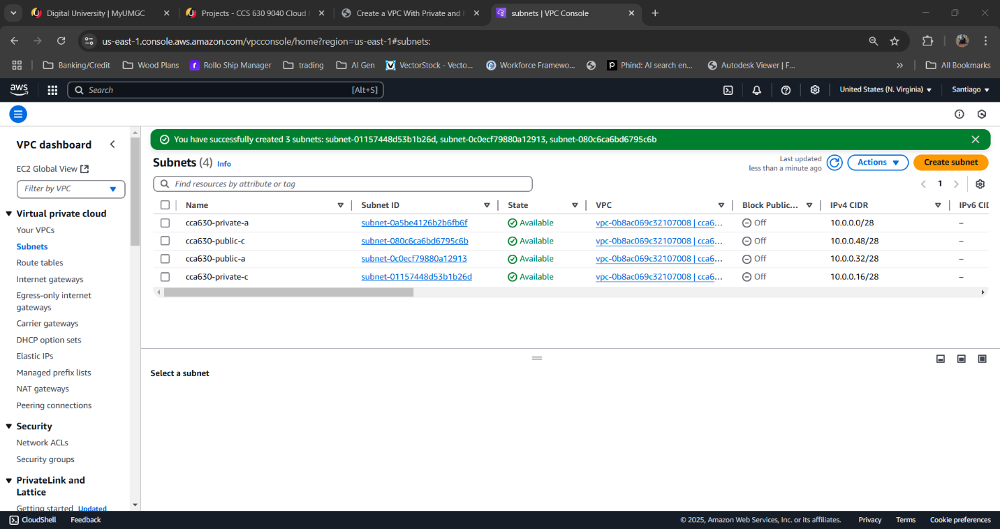 Digital University | MyUMGC
Projects - CCS 630 9040 Cloud
Create a VPC With Private and
subnets | VPC Console
us-east-1.console.aws.amazon.com/vpcconsole/home?region=us-east-1#subnets:
Banking/Credit
Wood Plans
r
Rollo Ship Manager
trading
AI Gen
VectorStock - Vecto...
Workforce Framewo...
p
Phind: AI search en...
Autodesk Viewer | F...
»
All Bookmarks
aws
Search
[Alt+S]
United States (N. Virginia)
Santiago
VPC dashboard
EC2 Global View
Filter by VPC
Virtual private cloud
Your VPCs
Subnets
Route tables
Internet gateways
Egress-only internet
gateways
Carrier gateways
DHCP option sets
Elastic IPs
Managed prefix lists
NAT gateways
Peering connections
Security
Network ACLs
Security groups
PrivateLink and
Lattice
Getting started Updated
You have successfully created 3 subnets: subnet-01157448d53b1b26d, subnet-0c0ecf79880a12913, subnet-080c6ca6bd6795c6b
Subnets (4) Info
Last updated
less than a minute ago
Actions
Create subnet
Find resources by attribute or tag
1
Name Subnet ID State VPC Block Public... IPv4 CIDR IPv6 CID
cca630-private-a subnet-0a5be4126b2b6fb6f Available vpc-0b8ac069c32107008 | cca6... Off 10.0.0.0/28 –
cca630-public-c subnet-080c6ca6bd6795c6b Available vpc-0b8ac069c32107008 | cca6... Off 10.0.0.48/28 –
cca630-public-a subnet-0c0ecf79880a12913 Available vpc-0b8ac069c32107008 | cca6... Off 10.0.0.32/28 –
cca630-private-c subnet-01157448d53b1b26d Available vpc-0b8ac069c32107008 | cca6... Off 10.0.0.16/28 –
Select a subnet
CloudShell
Feedback
© 2025, Amazon Web Services, Inc. or its affiliates.
Privacy
Terms
Cookie preferences